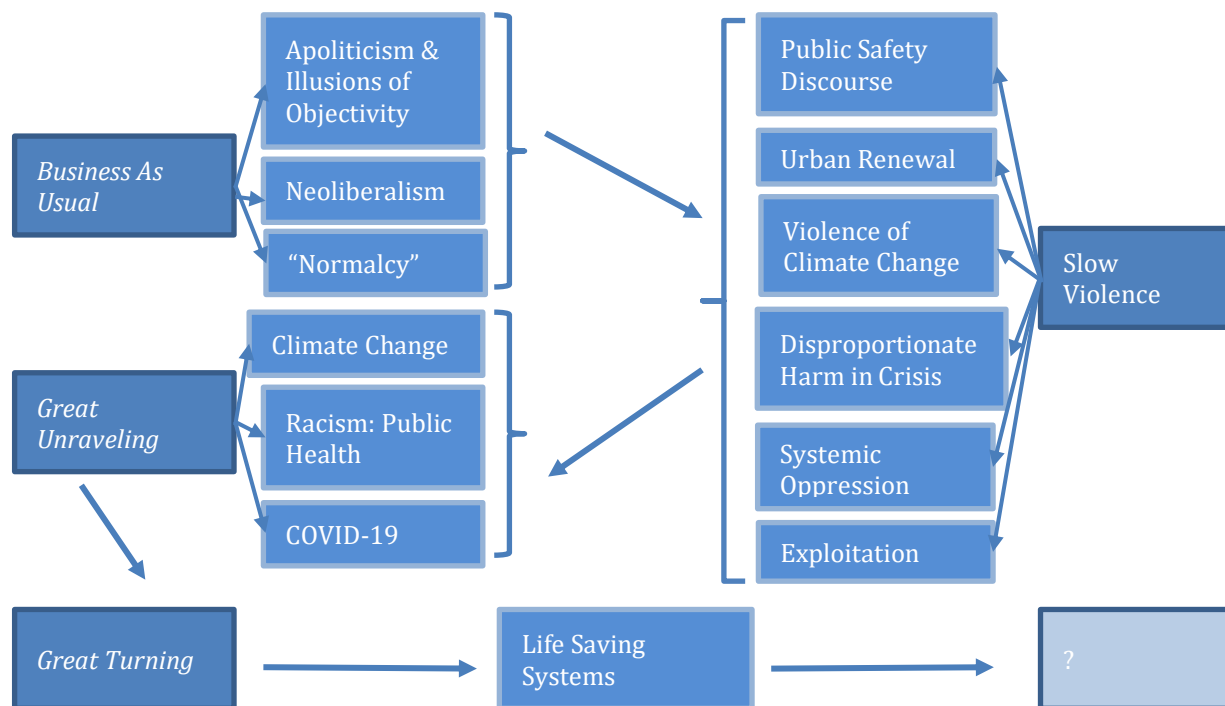 Business As
Usual
Apoliticism &
Illusions of
Objectivity
Neoliberalism
“Normalcy”
Great
Unraveling
Climate Change
Racism: Public
Health
COVID-19
Public Safety
Discourse
Urban Renewal
Violence of
Climate Change
Disproportionate
Harm in Crisis
Systemic
Oppression
Exploitation
Slow
Violence
Great Turning
Life Saving
Systems
?